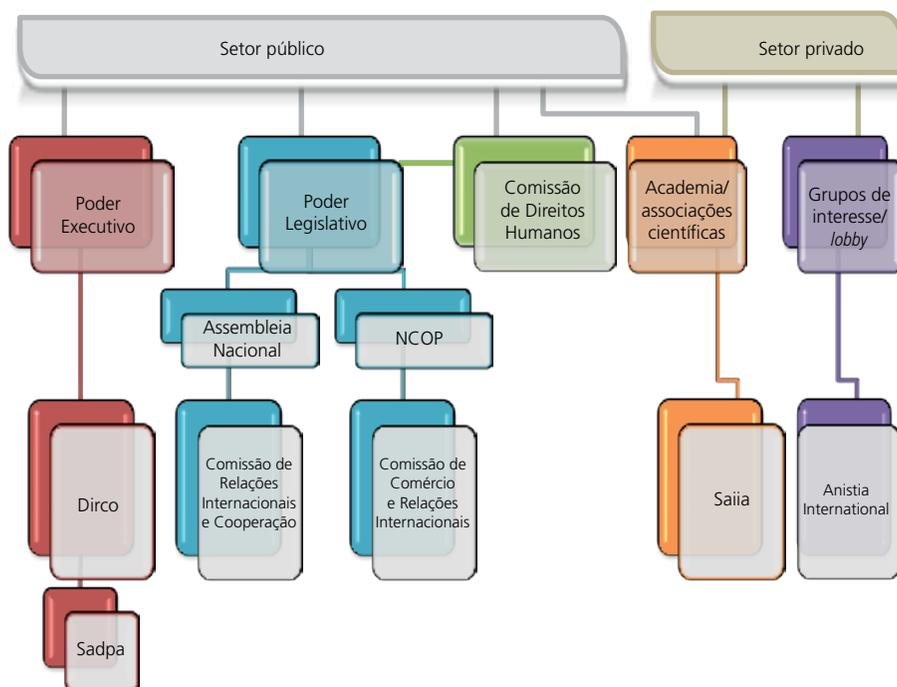 Setor público
Setor privado
Poder
Executivo
Poder
Legislativo
Comissão
de Direitos
Humanos
Academia/
associações
científicas
Grupos de
interesse/
lobby
Assembleia
Nacional
NCOP
Dirco
Comissão de
Relações
Internacionais
e Cooperação
Comissão de
Comércio
e Relações
Internacionais
Saiia
Anistia
International
Sadpa